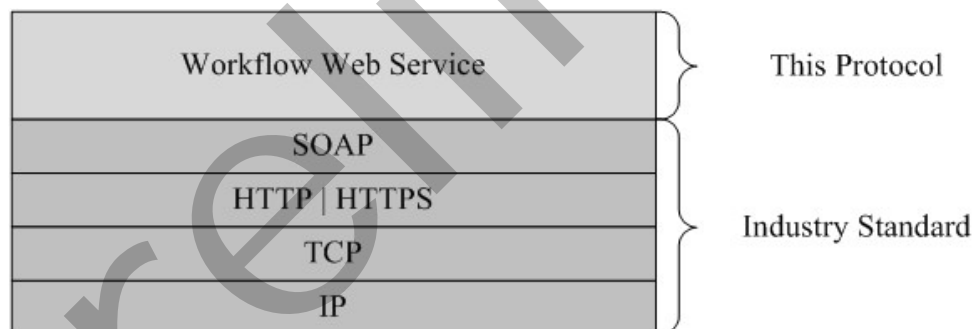 Workflow Web Service
This Protocol
SOAP
HTTP | HTTPS
TCP
Industry Standard
IP